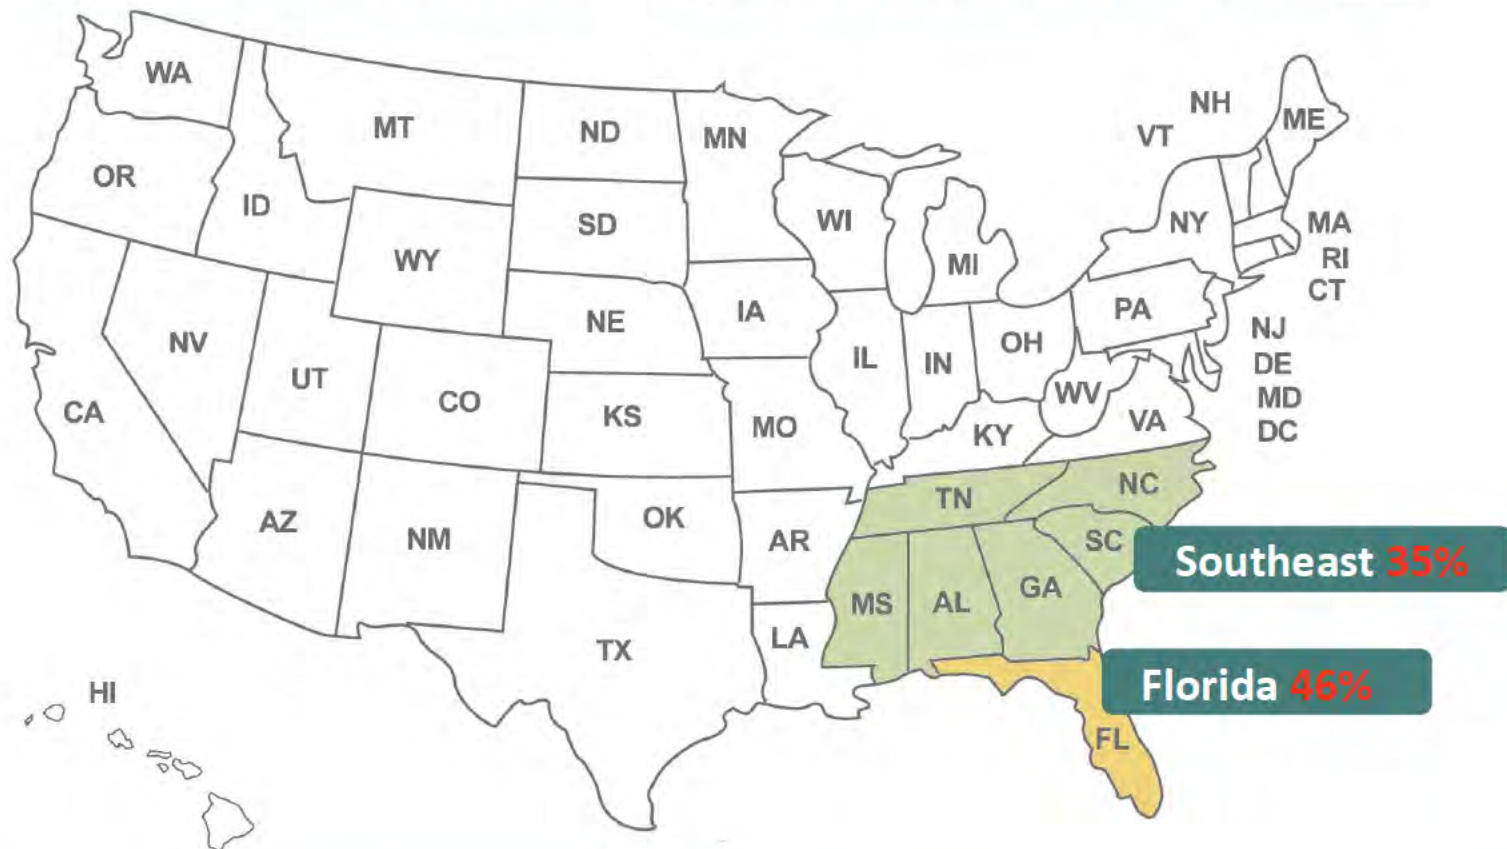 WA
MT
ND
MN
NH
ME
VT
OR
ID
SD
WI
NY
MA
WY
MI
RI
CT
NE
IA
PA
NV
IL
IN
OH
NJ
UT
DE
CO
WV
MD
CA
KS
MO
KY
VA
DC
TN
NC
AZ
NM
OK
AR
SC
Southeast 35%
MS
AL
GA
TX
LA
HI
Florida 46%
FL